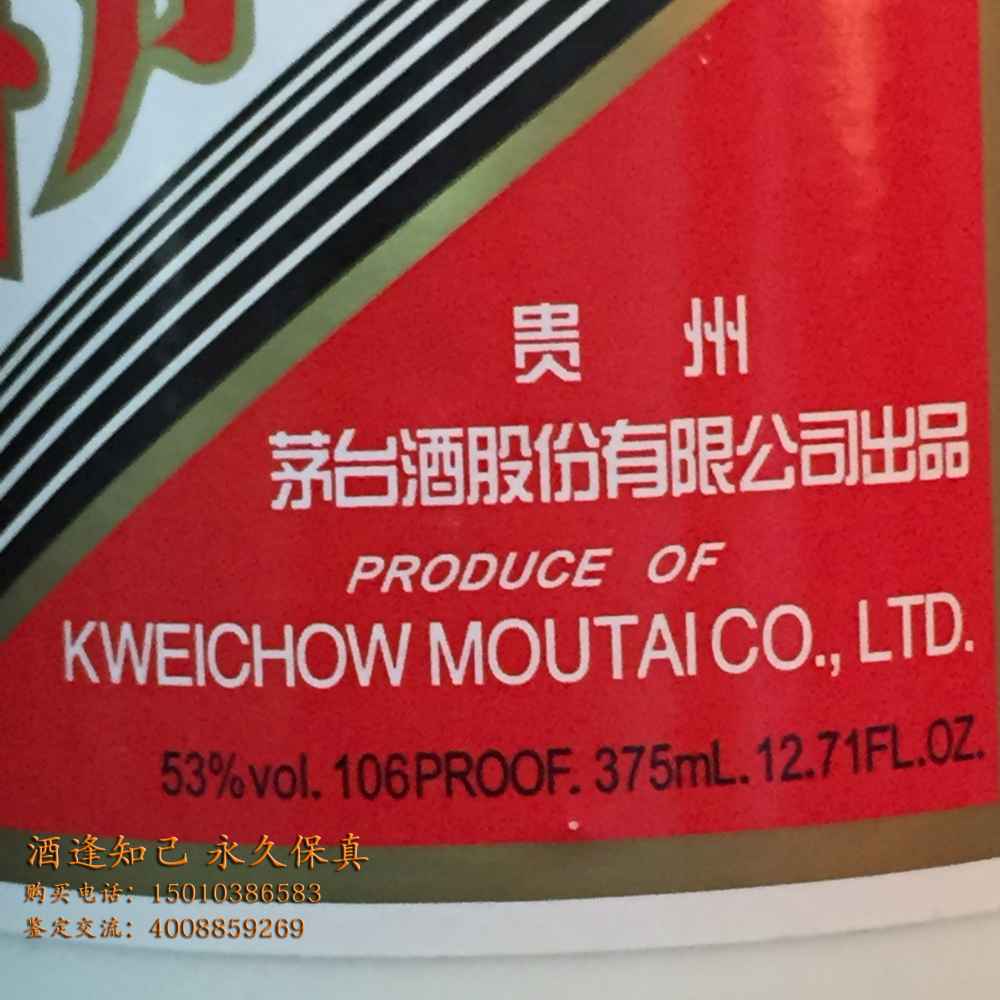 贵 州
茅台酒股份有限公司出品
PRODUCE OF
KWEICHOW MOUTAI CO., LTD.
53%vol. 106PROOF. 375mL. 12.71FL.OZ.
酒逢知己 永久保真
购买电话：15010386583
鉴定交流：4008859269